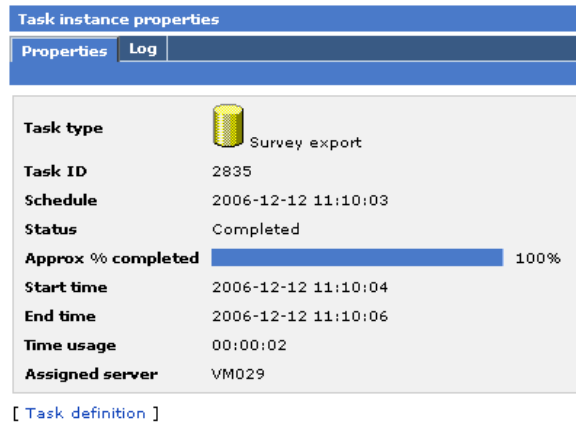 Task instance properties
Properties Log
Task type Survey export
Task ID 2835
Schedule 2006-12-12 11:10:03
Status Completed
Approx % completed 100%
Start time 2006-12-12 11:10:04
End time 2006-12-12 11:10:06
Time usage 00:00:02
Assigned server VM029
[ Task definition ]